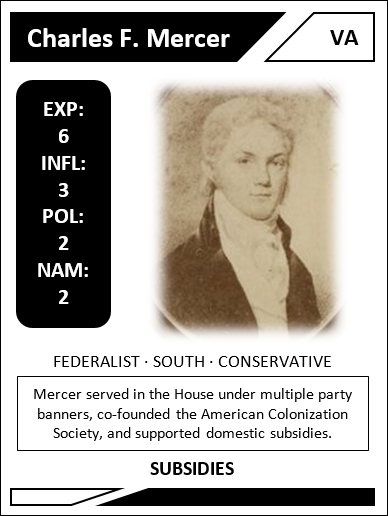 Charles F. Mercer
VA
EXP:
6
INFL:
3
POL:
2
NAM:
2
FEDERALIST · SOUTH · CONSERVATIVE
Mercer served in the House under multiple party
banners, co-founded the American Colonization
Society, and supported domestic subsidies.
SUBSIDIES